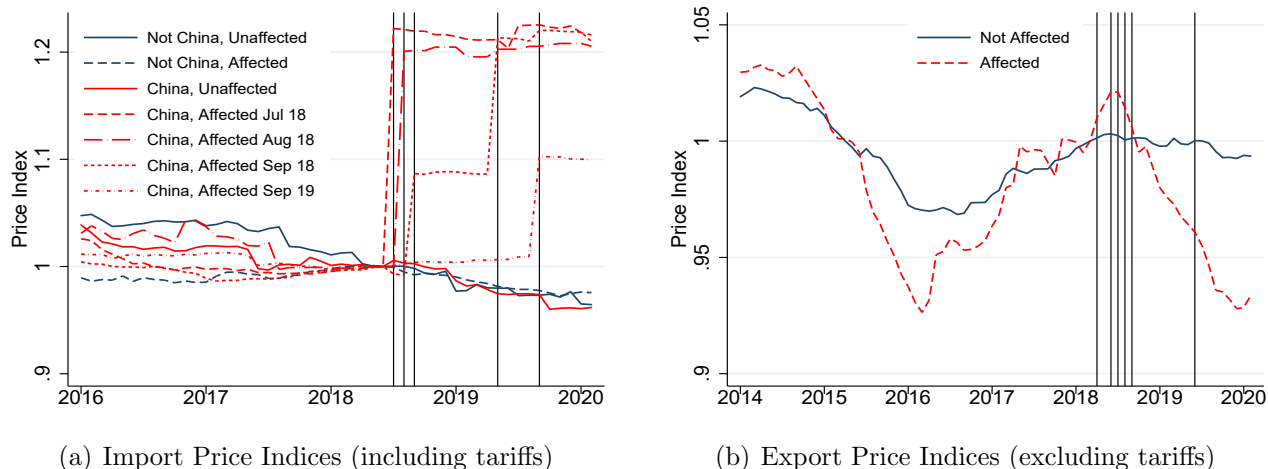 Price Index
1.2
1.1
1
.9
Not China, Unaffected
Not China, Affected
China, Unaffected
China, Affected Jul 18
China, Affected Aug 18
China, Affected Sep 18
China, Affected Sep 19
2016 2017 2018 2019 2020
(a) Import Price Indices (including tariffs)
Price Index
1.05
1
.95
.9
Not Affected
Affected
2014 2015 2016 2017 2018 2019 2020
(b) Export Price Indices (excluding tariffs)